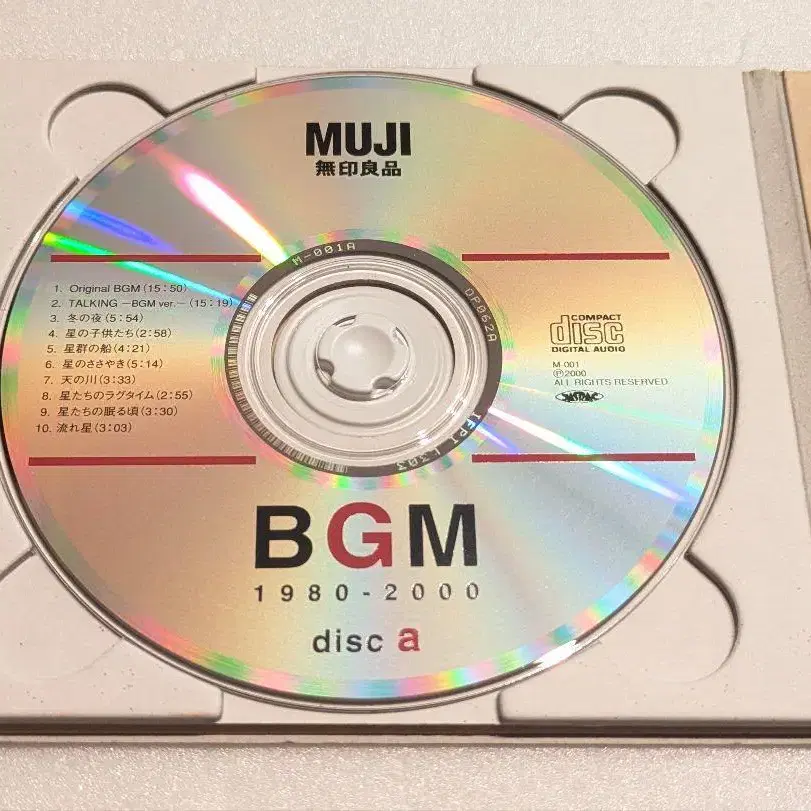 MUJI
無印良品
M-001A
1. Original BGM (15:50)
2. TALKING －BGM ver.－ (15:19)
3. 冬の夜 (5:54)
4. 星の子供たち (2:58)
5. 星群の船 (4:21)
6. 星のささやき (5:14)
7. 天の川 (3:33)
8. 星たちのラグタイム (2:55)
9. 星たちの眠る頃 (3:30)
10. 流れ星 (3:03)
OP062A
COMPACT
disc
DIGITAL AUDIO
M-001
Ⓟ2000
ALL RIGHTS RESERVED
JASRAC
IFPI L303
BGM
1980-2000
disc a